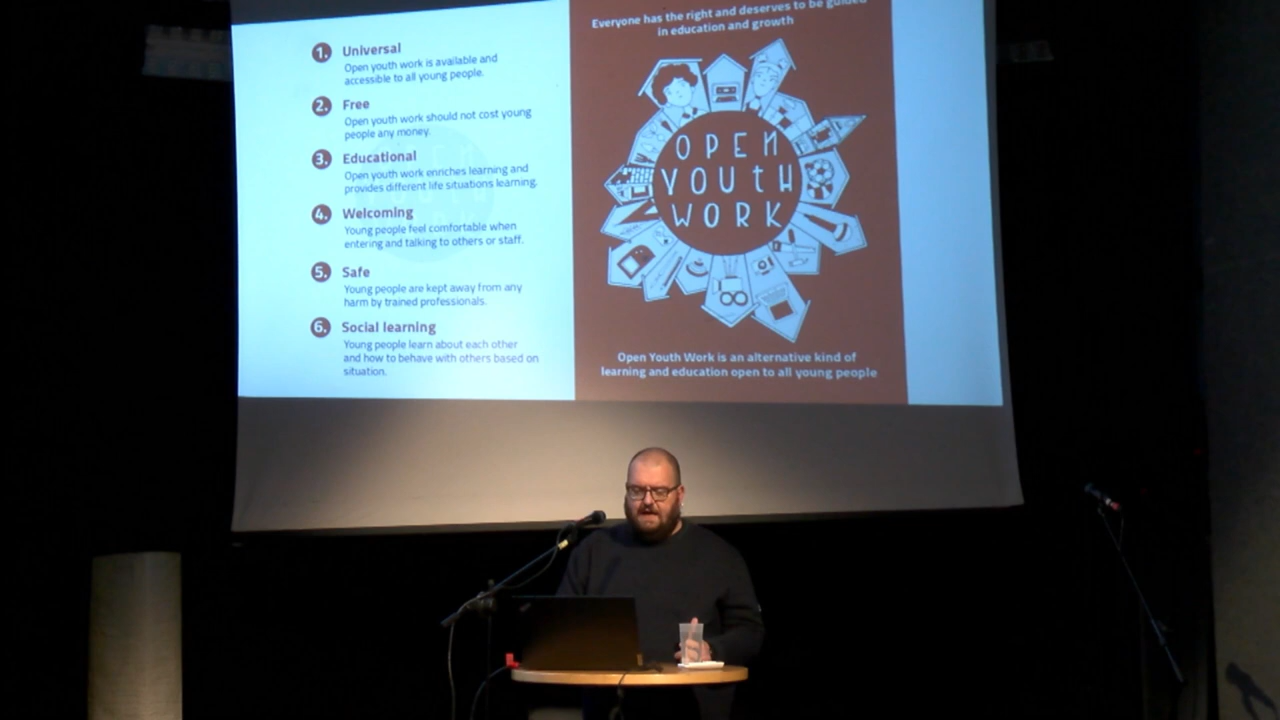 1. Universal
Open youth work is available and
accessible to all young people.
2. Free
Open youth work should not cost young
people any money.
3. Educational
Open youth work enriches learning and
provides different life situations learning.
4. Welcoming
Young people feel comfortable when
entering and talking to others or staff.
5. Safe
Young people are kept away from any
harm by trained professionals.
6. Social learning
Young people learn about each other
and how to behave with others based on
situation.
Everyone has the right and deserves to be guided
in education and growth
OPEN
YOUtH
WORK
Open Youth Work is an alternative kind of
learning and education open to all young people